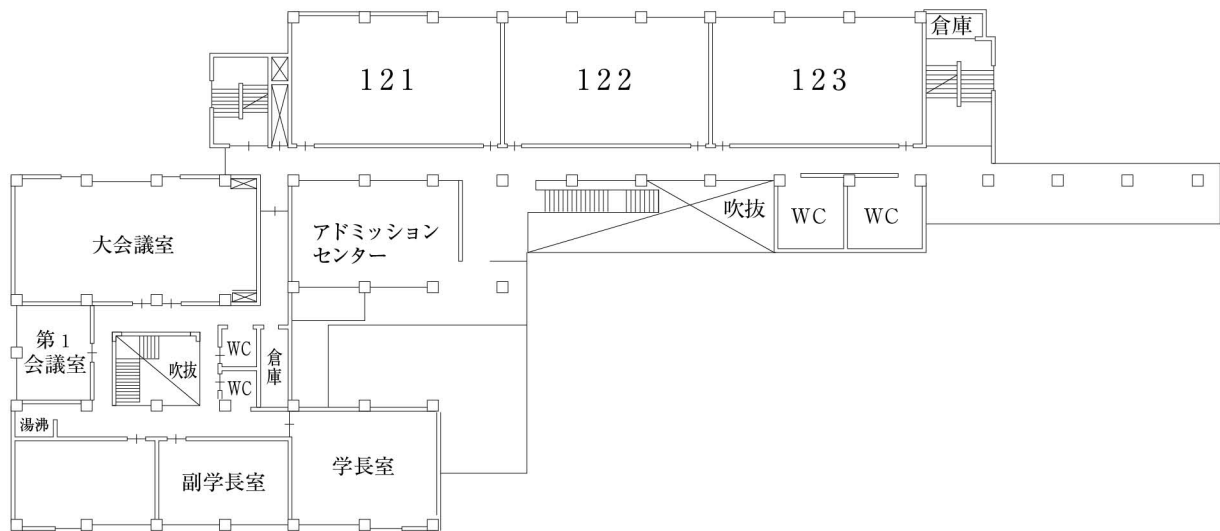 倉庫
121
122
123
大会議室
アドミッション
センター
吹抜
WC
WC
第1
会議室
吹抜
WC
WC
倉庫
湯沸
副学長室
学長室